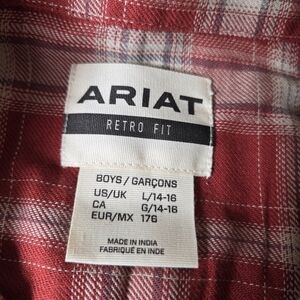 ARIAT
RETRO FIT
BOYS / GARÇONS
US/UK L/14-16
CA G/14-16
EUR/MX 176
MADE IN INDIA
FABRIQUÉ EN INDE